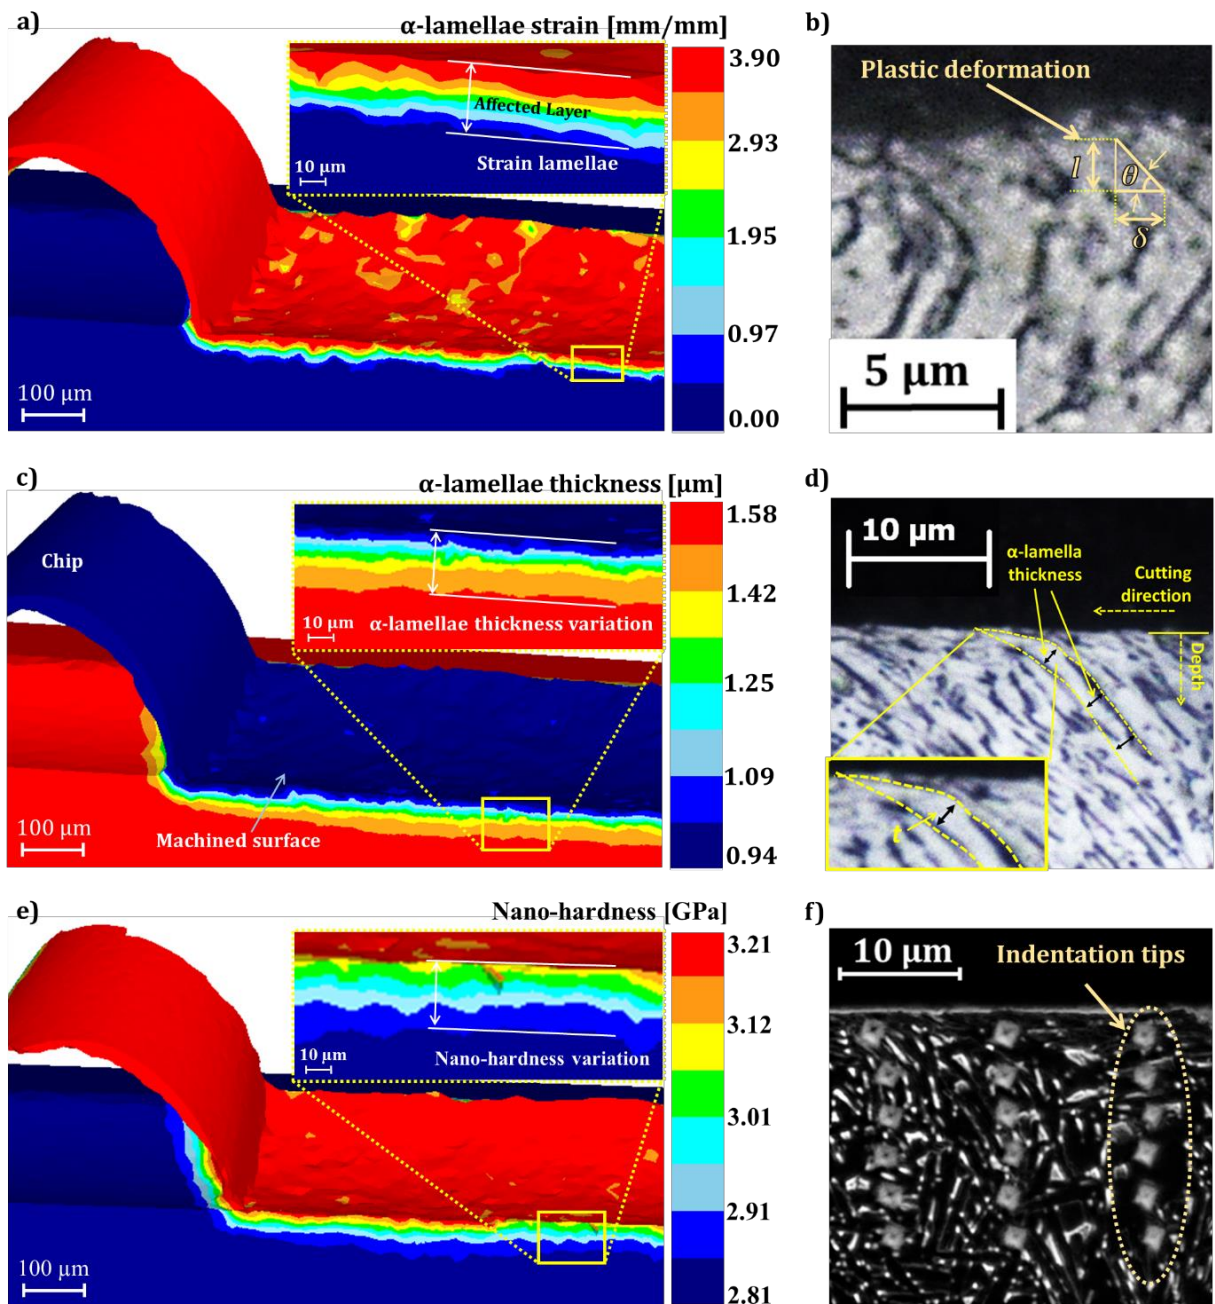 a)
α-lamellae strain [mm/mm]
3.90
2.93
1.95
0.97
0.00
Affected Layer
Strain lamellae
10 μm
100 μm
b)
Plastic deformation
l
θ
δ
5 μm
c)
α-lamellae thickness [μm]
1.58
1.42
1.25
1.09
0.94
Chip
10 μm
α-lamellae thickness variation
Machined surface
100 μm
d)
10 μm
α-lamella
thickness
Cutting
direction
Depth
t
e)
Nano-hardness [GPa]
3.21
3.12
3.01
2.91
2.81
10 μm
Nano-hardness variation
100 μm
f)
10 μm
Indentation tips